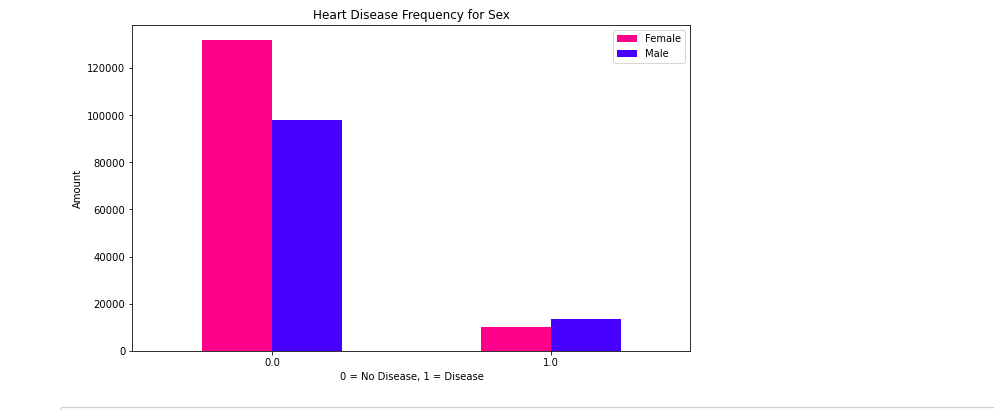 Heart Disease Frequency for Sex
Female
Male
120000
100000
80000
60000
40000
20000
0
Amount
0.0
1.0
0 = No Disease, 1 = Disease